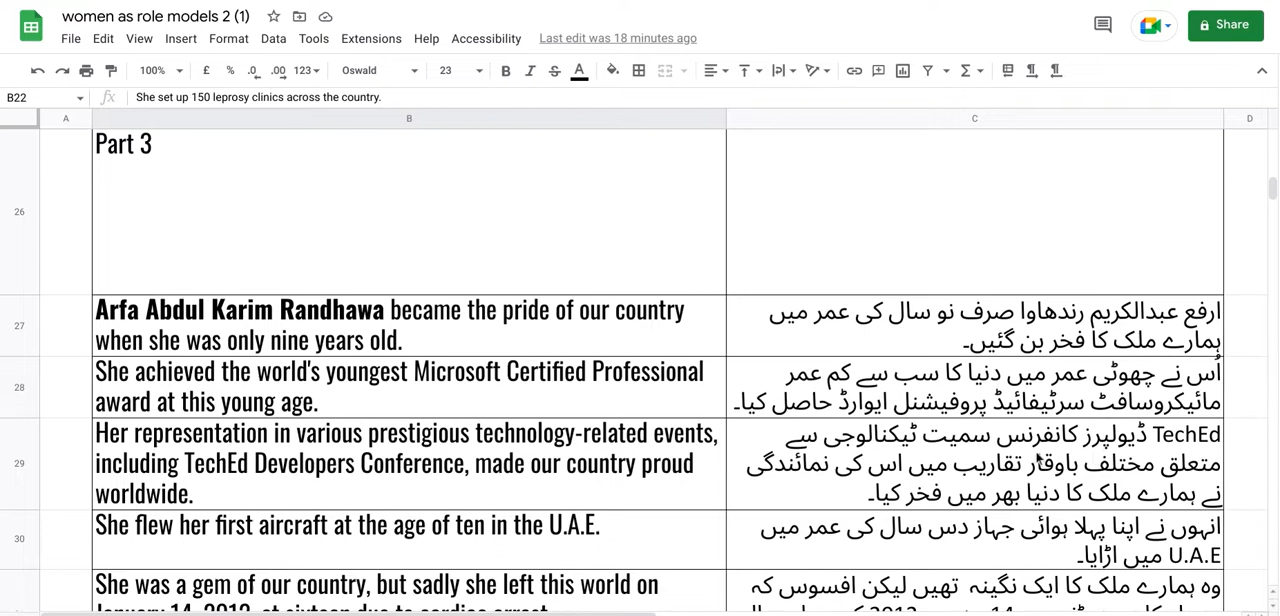 women as role models 2 (1)
File Edit View Insert Format Data Tools Extensions Help Accessibility Last edit was 18 minutes ago
Share
100% £ % .0 .00 123 Oswald 23 B I S A
B22 fx She set up 150 leprosy clinics across the country.
A B C D
26 Part 3
27 Arfa Abdul Karim Randhawa became the pride of our country
when she was only nine years old.
ارفع عبدالکریم رندھاوا صرف نو سال کی عمر میں
ہمارے ملک کا فخر بن گئیں۔
28 She achieved the world's youngest Microsoft Certified Professional
award at this young age.
اُس نے چھوٹی عمر میں دنیا کا سب سے کم عمر
مائیکروسافٹ سرٹیفائیڈ پروفیشنل ایوارڈ حاصل کیا۔
29 Her representation in various prestigious technology-related events,
including TechEd Developers Conference, made our country proud
worldwide.
TechEd ڈیولپرز کانفرنس سمیت ٹیکنالوجی سے
متعلق مختلف باوقار تقاریب میں اس کی نمائندگی
نے ہمارے ملک کا دنیا بھر میں فخر کیا۔
30 She flew her first aircraft at the age of ten in the U.A.E.
انہوں نے اپنا پہلا ہوائی جہاز دس سال کی عمر میں
U.A.E میں اڑایا۔
She was a gem of our country, but sadly she left this world on
January 14, 2012, at sixteen due to cardiac arrest.
وہ ہمارے ملک کا ایک نگینہ تھیں لیکن افسوس کہ